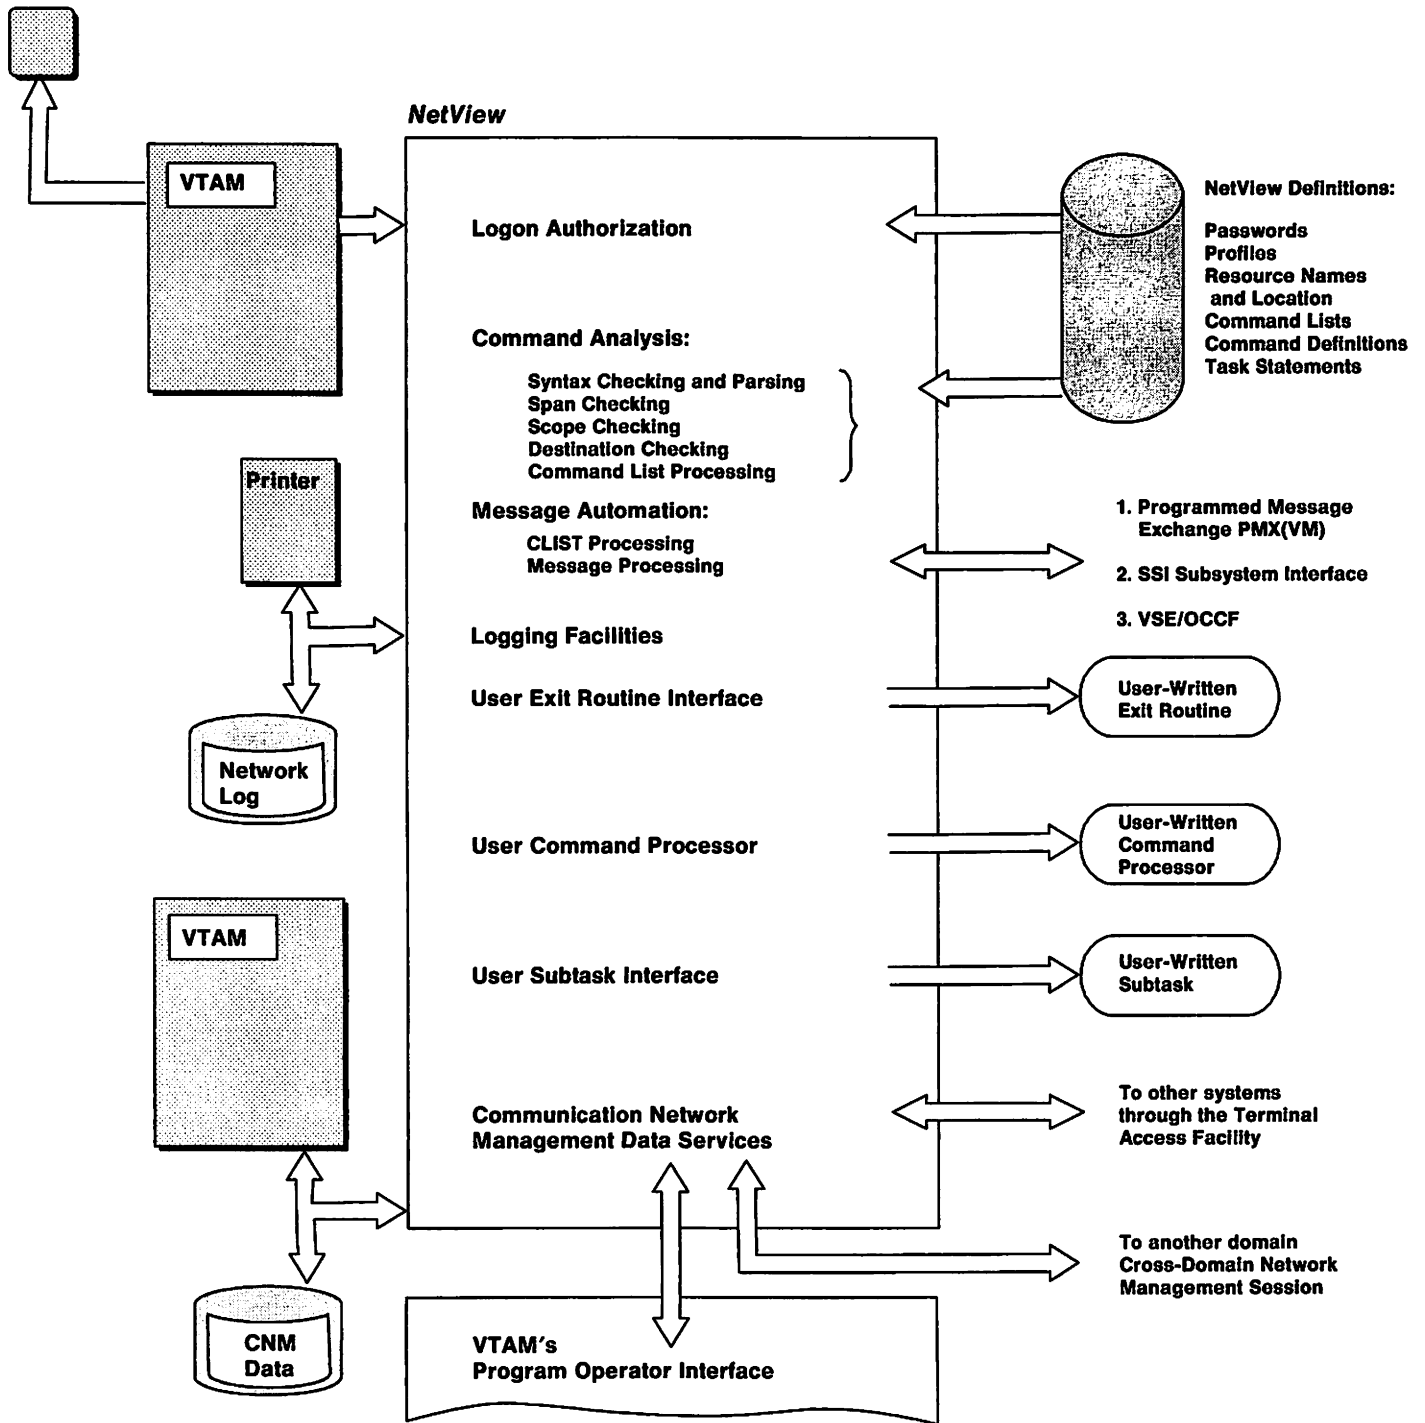 NetView
VTAM
Logon Authorization
NetView Definitions:
Passwords
Profiles
Resource Names
and Location
Command Lists
Command Definitions
Task Statements
Command Analysis:
Syntax Checking and Parsing
Span Checking
Scope Checking
Destination Checking
Command List Processing
Printer
Message Automation:
CLIST Processing
Message Processing
1. Programmed Message
Exchange PMX(VM)
2. SSI Subsystem Interface
3. VSE/OCCF
Logging Facilities
User Exit Routine Interface
User-Written
Exit Routine
Network
Log
User Command Processor
User-Written
Command
Processor
VTAM
User Subtask Interface
User-Written
Subtask
Communication Network
Management Data Services
To other systems
through the Terminal
Access Facility
To another domain
Cross-Domain Network
Management Session
CNM
Data
VTAM's
Program Operator Interface